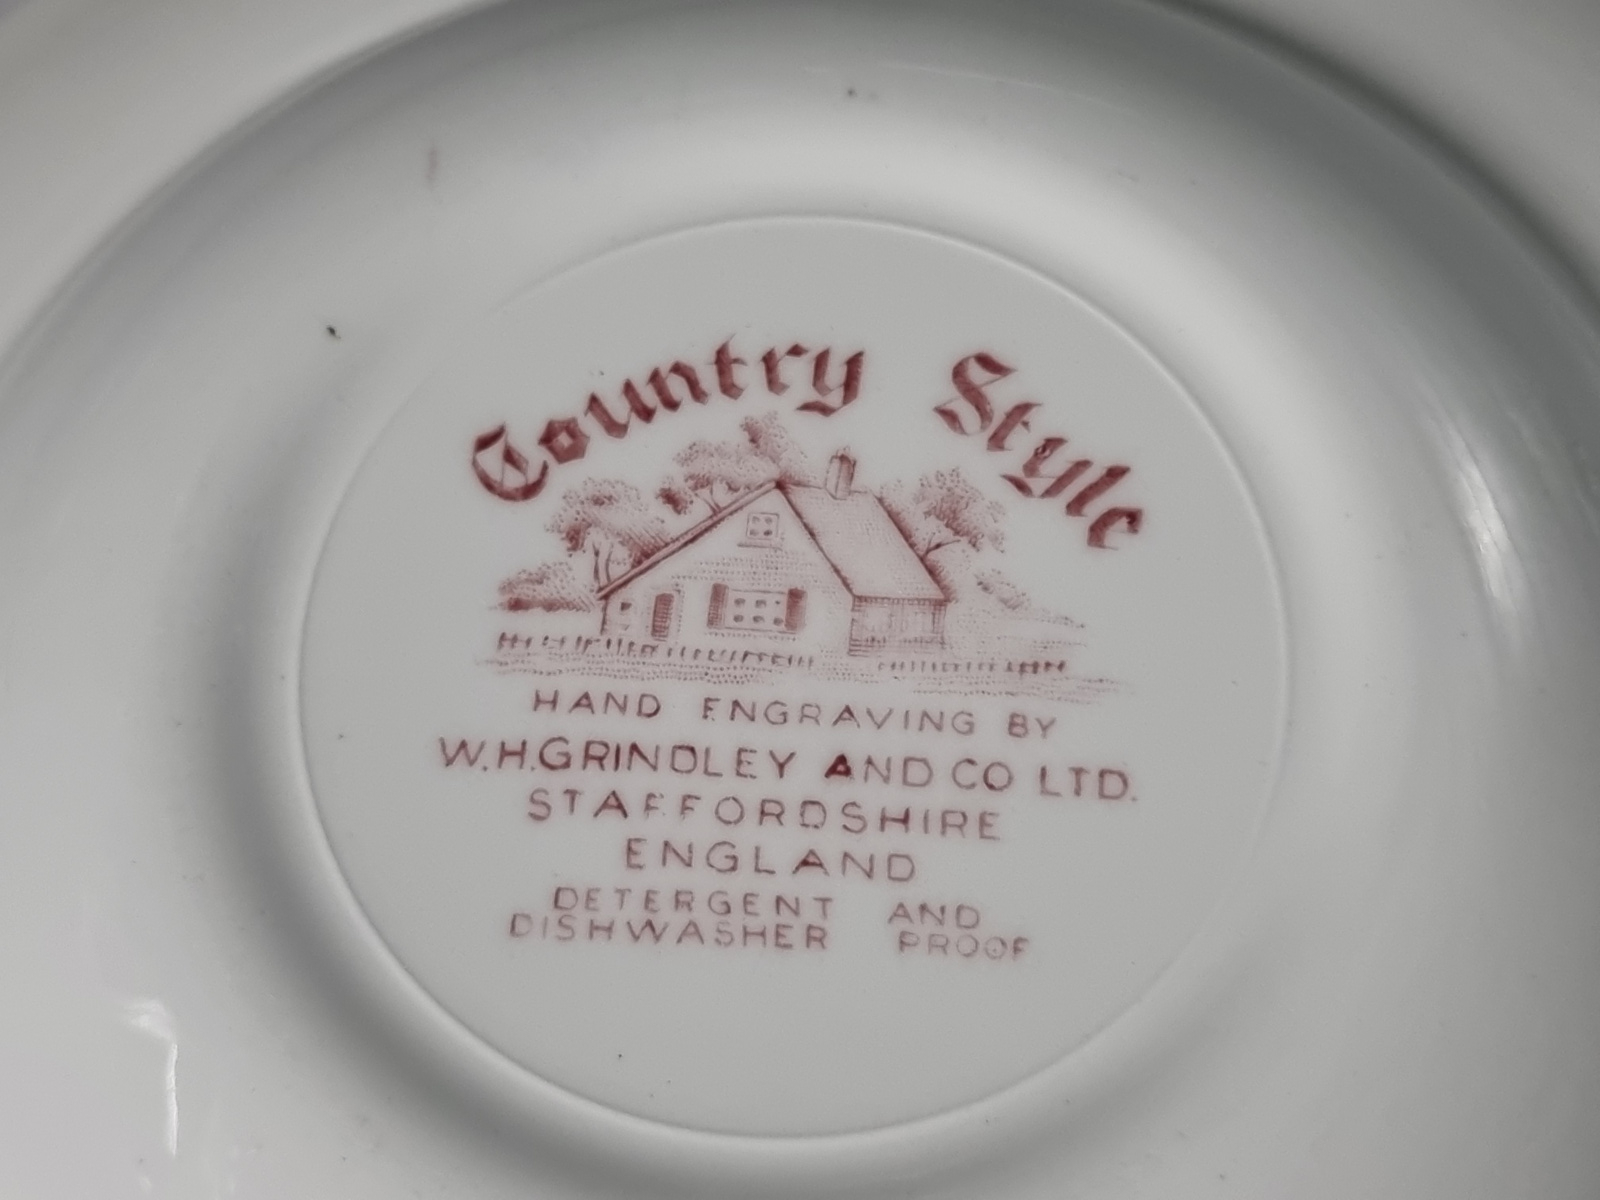 Country Style
HAND ENGRAVING BY
W.H.GRINDLEY AND CO LTD.
STAFFORDSHIRE
ENGLAND
DETERGENT AND
DISHWASHER PROOF